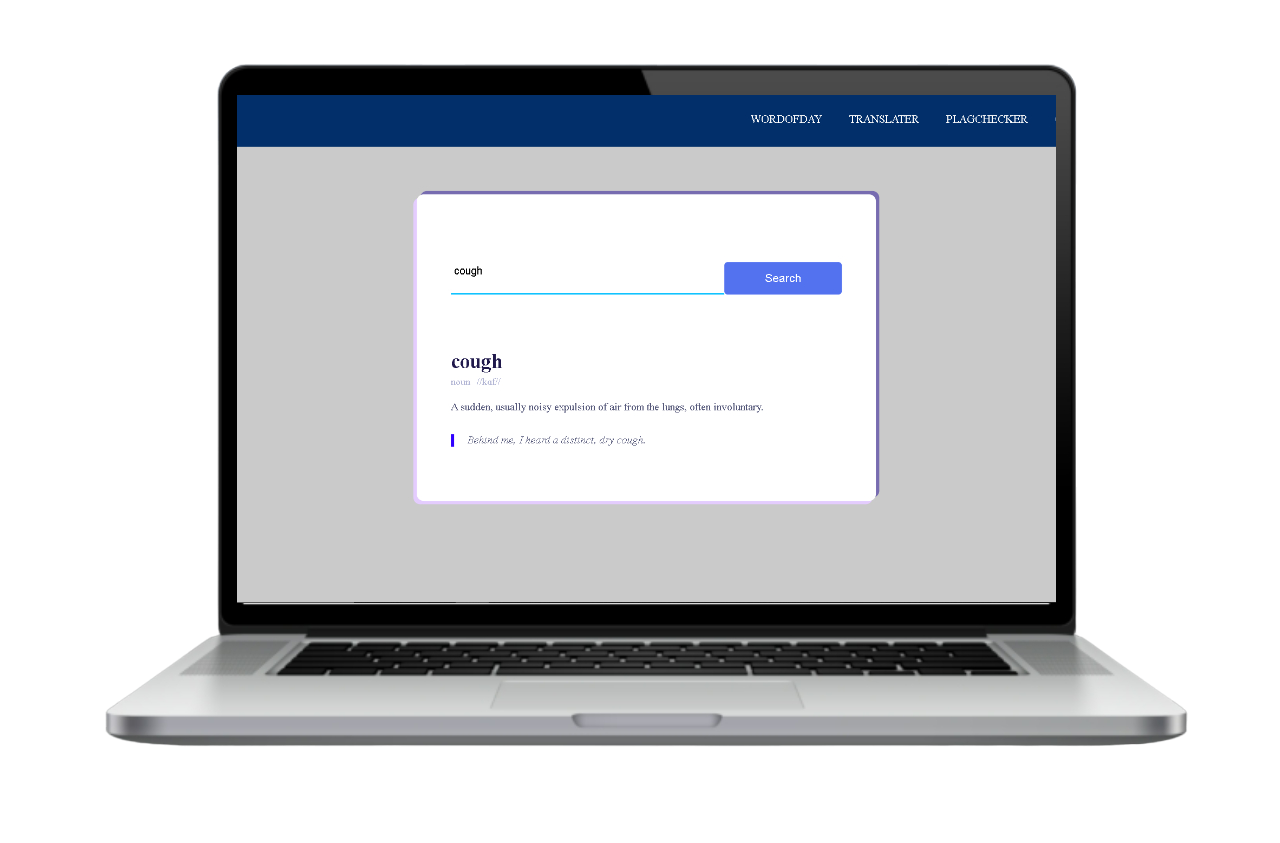 WORDOFDAY TRANSLATER PLAGCHECKER
cough
Search
cough
noun //kɑf//
A sudden, usually noisy expulsion of air from the lungs, often involuntary.
Behind me, I heard a distinct, dry cough.